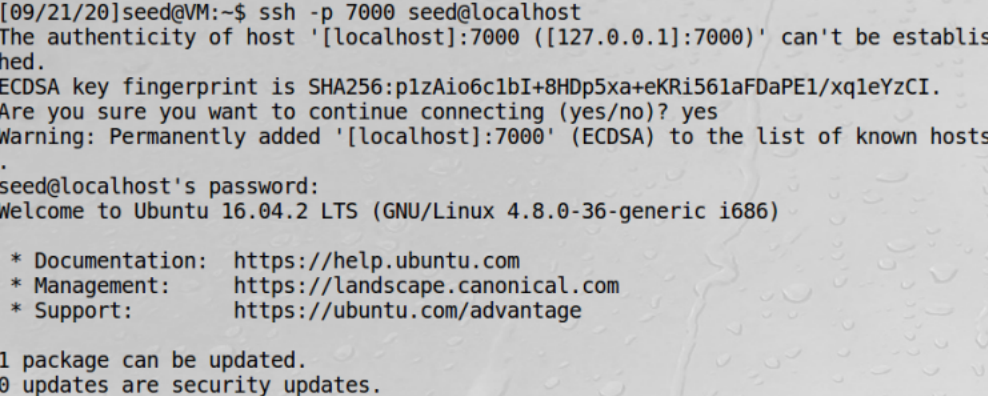 [09/21/20]seed@VM:~$ ssh -p 7000 seed@localhost
The authenticity of host '[localhost]:7000 ([127.0.0.1]:7000)' can't be establis
hed.
ECDSA key fingerprint is SHA256:p1zAio6c1bI+8HDp5xa+eKRi561aFDaPE1/xq1eYzCI.
Are you sure you want to continue connecting (yes/no)? yes
Warning: Permanently added '[localhost]:7000' (ECDSA) to the list of known hosts
.
seed@localhost's password:
Welcome to Ubuntu 16.04.2 LTS (GNU/Linux 4.8.0-36-generic i686)
* Documentation:  https://help.ubuntu.com
* Management:     https://landscape.canonical.com
* Support:        https://ubuntu.com/advantage
1 package can be updated.
0 updates are security updates.